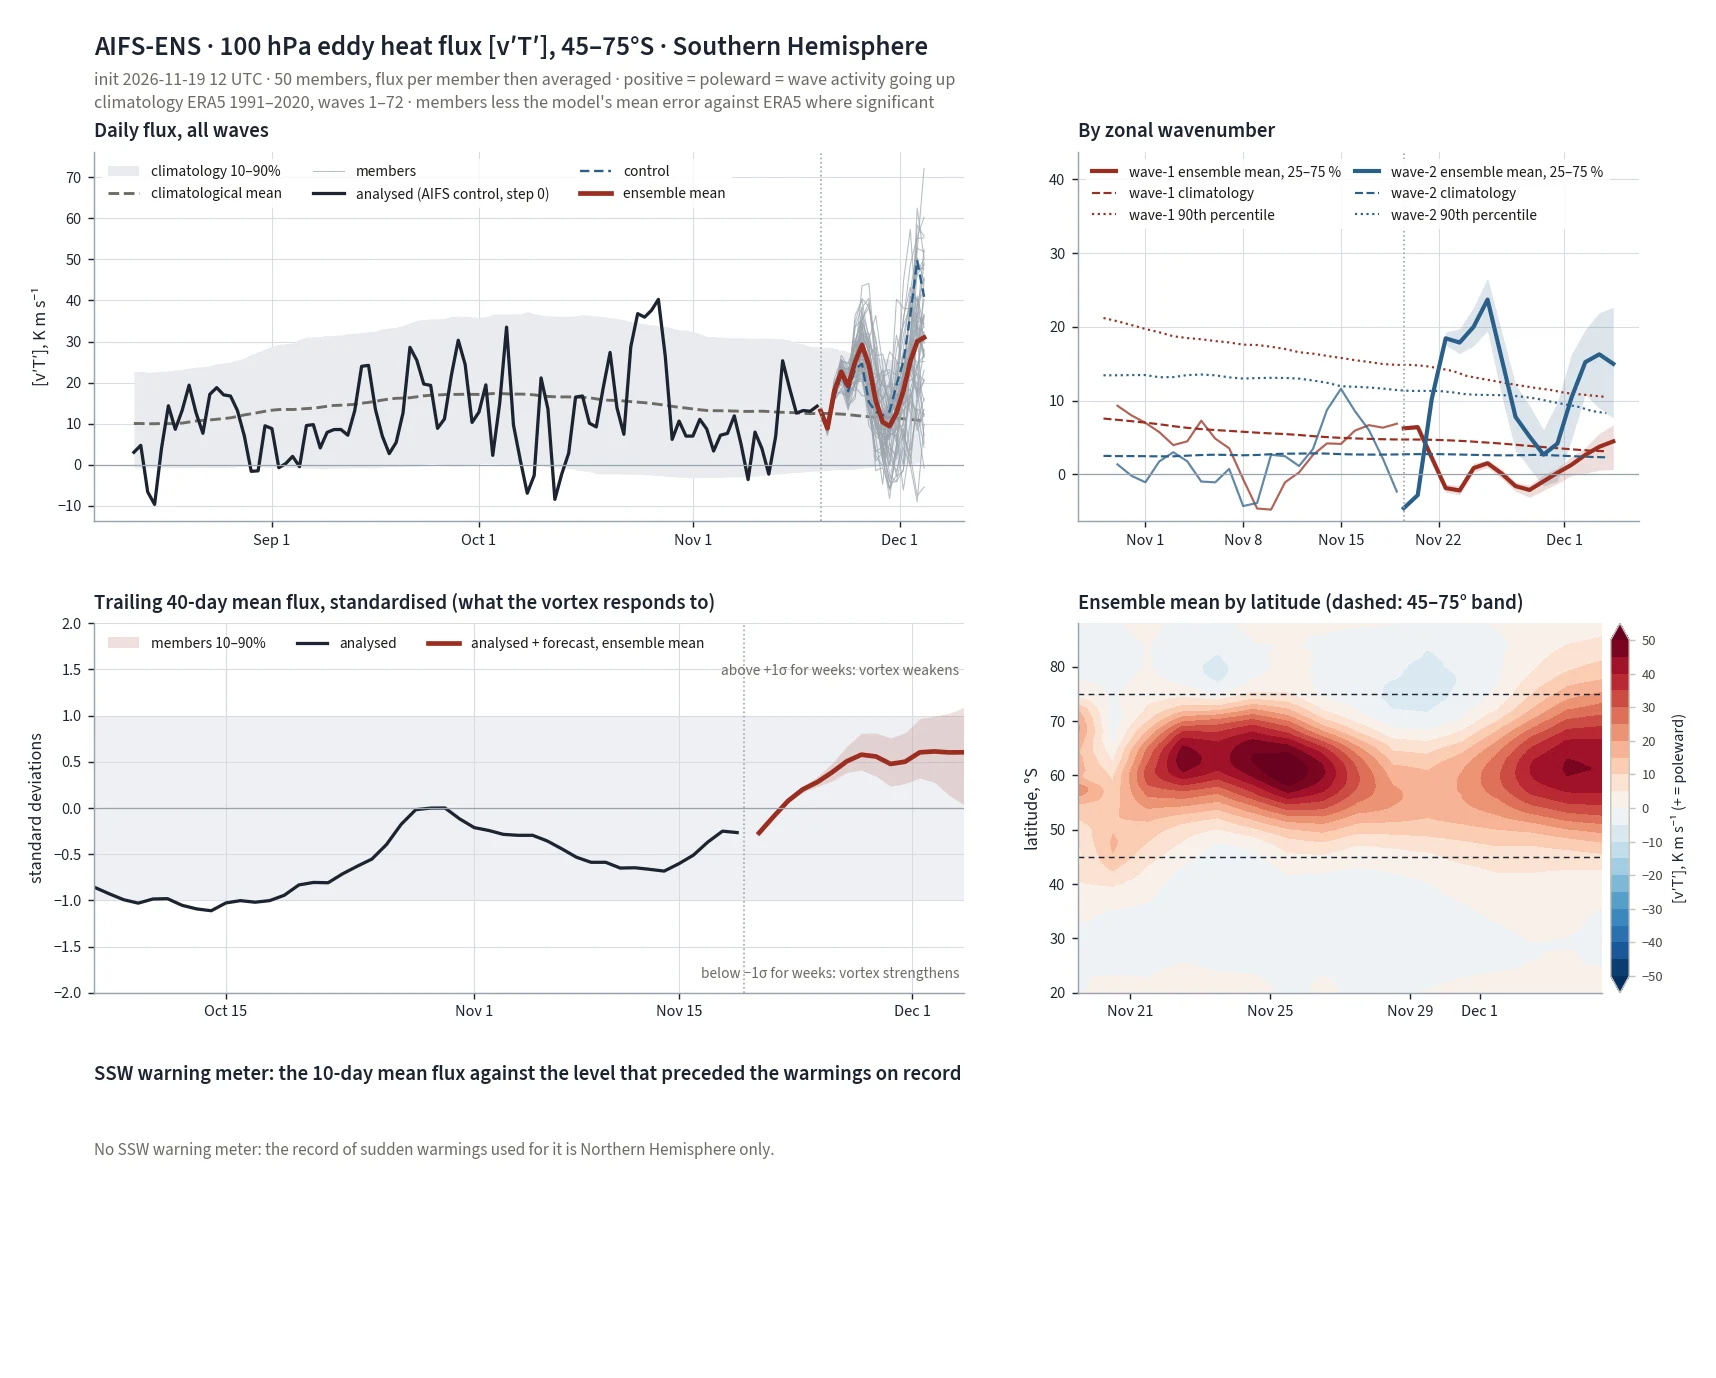 AIFS-ENS · 100 hPa eddy heat flux [v′T′], 45–75°S · Southern Hemisphere
init 2026-11-19 12 UTC · 50 members, flux per member then averaged · positive = poleward = wave activity going up
climatology ERA5 1991–2020, waves 1–72 · members less the model's mean error against ERA5 where significant
Daily flux, all waves
climatology 10–90%
members
control
climatological mean
analysed (AIFS control, step 0)
ensemble mean
70
60
50
40
30
20
10
0
−10
[v′T′], K m s⁻¹
Sep 1
Oct 1
Nov 1
Dec 1
By zonal wavenumber
wave-1 ensemble mean, 25–75 %
wave-2 ensemble mean, 25–75 %
wave-1 climatology
wave-2 climatology
wave-1 90th percentile
wave-2 90th percentile
40
30
20
10
0
Nov 1
Nov 8
Nov 15
Nov 22
Dec 1
Trailing 40-day mean flux, standardised (what the vortex responds to)
members 10–90%
analysed
analysed + forecast, ensemble mean
above +1σ for weeks: vortex weakens
below −1σ for weeks: vortex strengthens
2.0
1.5
1.0
0.5
0.0
−0.5
−1.0
−1.5
−2.0
standard deviations
Oct 15
Nov 1
Nov 15
Dec 1
Ensemble mean by latitude (dashed: 45–75° band)
80
70
60
50
40
30
20
latitude, °S
Nov 21
Nov 25
Nov 29
Dec 1
50
40
30
20
10
0
−10
−20
−30
−40
−50
[v′T′], K m s⁻¹ (+ = poleward)
SSW warning meter: the 10-day mean flux against the level that preceded the warmings on record
No SSW warning meter: the record of sudden warmings used for it is Northern Hemisphere only.